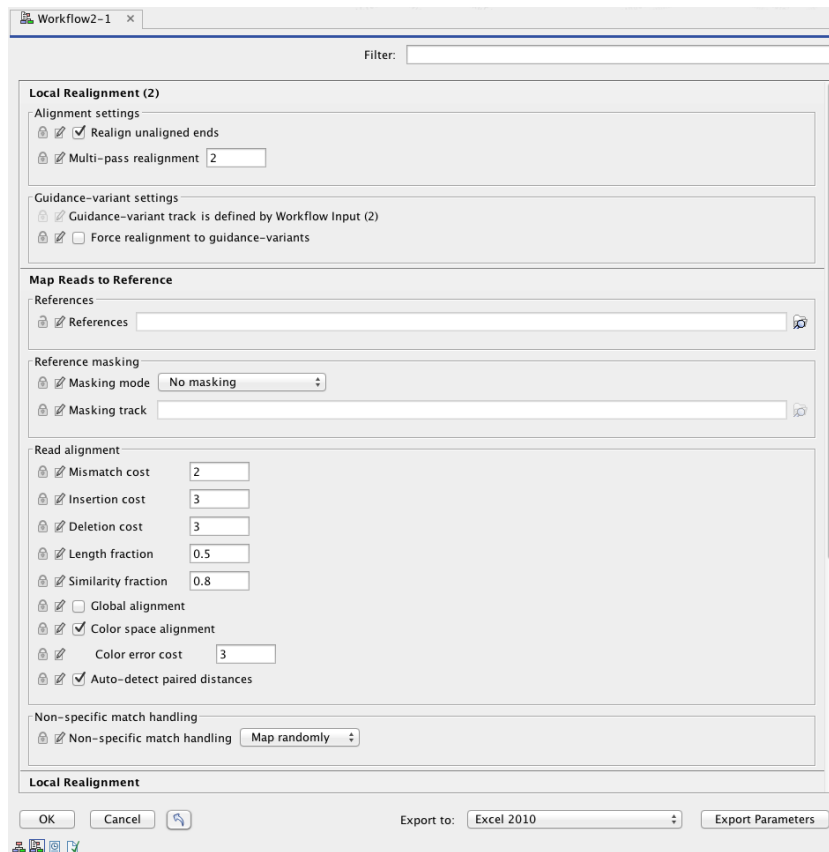 Workflow2-1 ×
Filter:
Local Realignment (2)
Alignment settings
Realign unaligned ends
Multi-pass realignment 2
Guidance-variant settings
Guidance-variant track is defined by Workflow Input (2)
Force realignment to guidance-variants
Map Reads to Reference
References
References
Reference masking
Masking mode No masking
Masking track
Read alignment
Mismatch cost 2
Insertion cost 3
Deletion cost 3
Length fraction 0.5
Similarity fraction 0.8
Global alignment
Color space alignment
Color error cost 3
Auto-detect paired distances
Non-specific match handling
Non-specific match handling Map randomly
Local Realignment
OK Cancel Export to: Excel 2010 Export Parameters